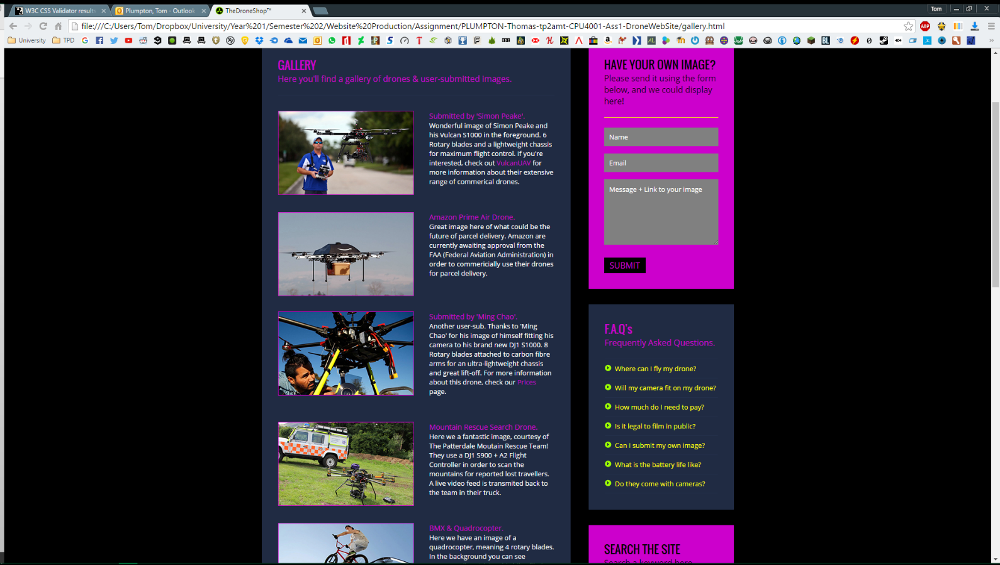 W3C CSS Validator results
Plumpton, Tom - Outlook
TheDroneShop™
Tom
file:///C:/Users/Tom/Dropbox/University/Year%201/Semester%202/Website%20Production/Assignment/PLUMPTON-Thomas-tp2amt-CPU4001-Ass1-DroneWebSite/gallery.html
ABP
University
TPD
GALLERY
Here you'll find a gallery of drones & user-submitted images.
Submitted by 'Simon Peake'.
Wonderful image of Simon Peake and
his Vulcan S1000 in the foreground. 6
Rotary blades and a lightweight chassis
for maximum flight control. If you're
interested, check out VulcanUAV for
more information about their extensive
range of commerical drones.
Amazon Prime Air Drone.
Great image here of what could be the
future of parcel delivery. Amazon are
currently awaiting approval from the
FAA (Federal Aviation Administration) in
order to commericially use their drones
for parcel delivery.
Submitted by 'Ming Chao'.
Another user-sub. Thanks to 'Ming
Chao' for his image of himself fitting his
camera to his brand new DJ1 S1000. 8
Rotary blades attached to carbon fibre
arms for an ultra-lightweight chassis
and great lift-off. For more information
about this drone, check our Prices
page.
Mountain Rescue Search Drone.
Here we a fantastic image, courtesy of
The Patterdale Moutain Rescue Team!
They use a DJ1 S900 + A2 Flight
Controller in order to scan the
mountains for reported lost travellers.
A live video feed is transmited back to
the team in their truck.
BMX & Quadrocopter.
Here we have an image of a
quadrocopter, meaning 4 rotary blades.
In the background you can see
HAVE YOUR OWN IMAGE?
Please send it using the form
below, and we could display
here!
Name
Email
Message + Link to your image
SUBMIT
F.A.Q's
Frequently Asked Questions.
Where can I fly my drone?
Will my camera fit on my drone?
How much do I need to pay?
Is it legal to film in public?
Can I submit my own image?
What is the battery life like?
Do they come with cameras?
SEARCH THE SITE
Search a keyword here